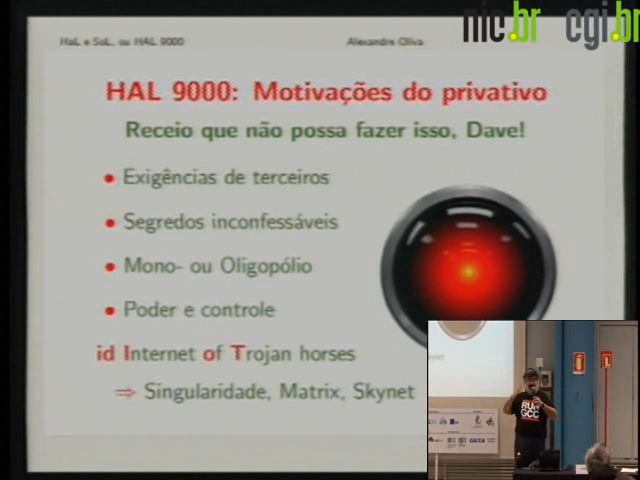 nic.br cgi.br
HaL e SoL, ou HAL 9000
Alexandre Oliva
HAL 9000: Motivações do privativo
Receio que não possa fazer isso, Dave!
• Exigências de terceiros
• Segredos inconfessáveis
• Mono- ou Oligopólio
• Poder e controle
id Internet of Trojan horses
⇒ Singularidade, Matrix, Skynet
RUN
GCC